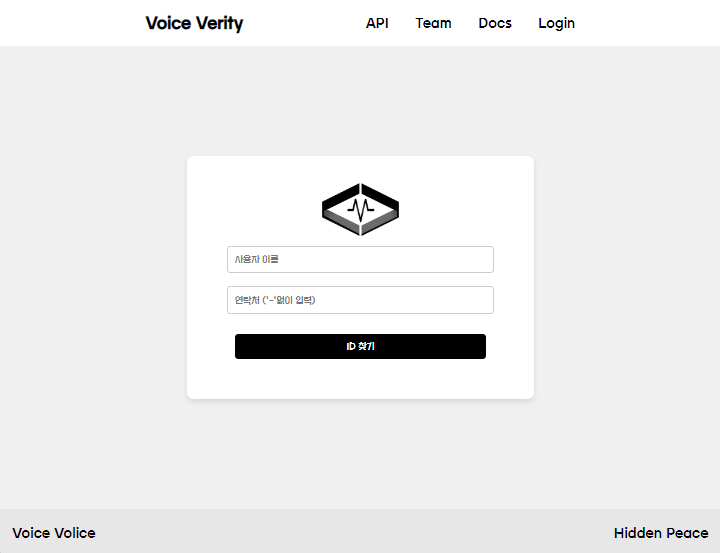 Voice Verity
API
Team
Docs
Login
사용자 이름
연락처 ('-'없이 입력)
ID 찾기
Voice Volice
Hidden Peace